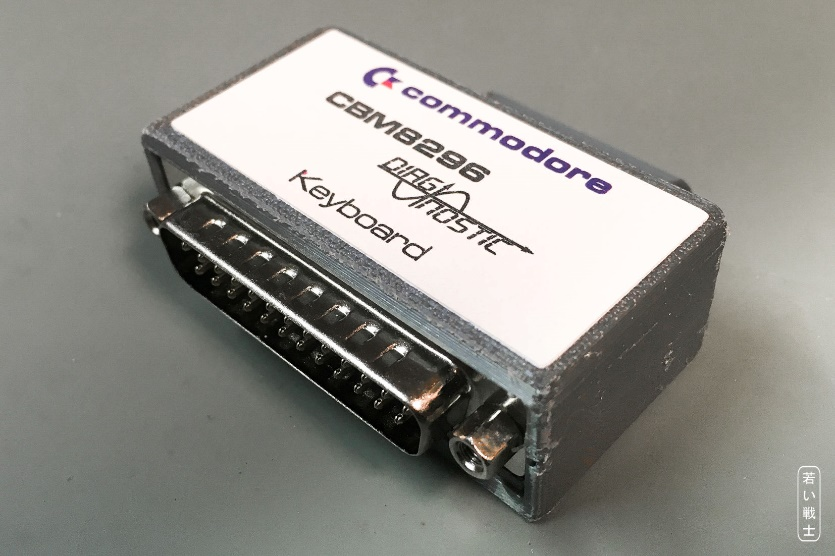 commodore
CBM8296
DIAGNOSTIC
Keyboard
若い戦士